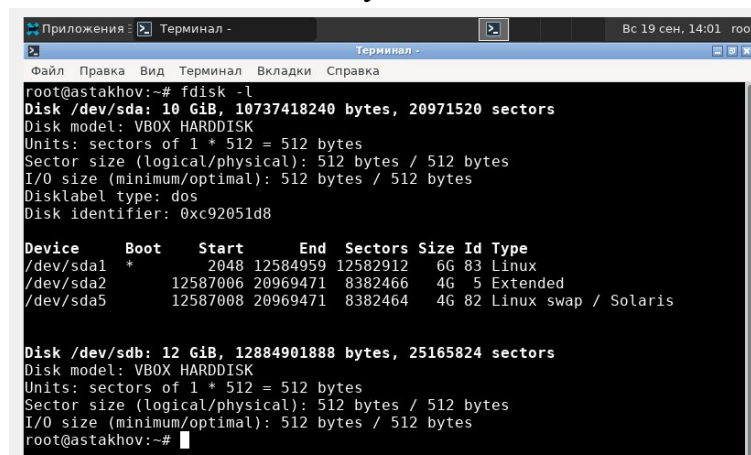 Приложения Терминал - Вс 19 сен, 14:01 roo
Терминал -
Файл Правка Вид Терминал Вкладки Справка
root@astakhov:~# fdisk -l
Disk /dev/sda: 10 GiB, 10737418240 bytes, 20971520 sectors
Disk model: VBOX HARDDISK
Units: sectors of 1 * 512 = 512 bytes
Sector size (logical/physical): 512 bytes / 512 bytes
I/O size (minimum/optimal): 512 bytes / 512 bytes
Disklabel type: dos
Disk identifier: 0xc92051d8
Device Boot Start End Sectors Size Id Type
/dev/sda1 * 2048 12584959 12582912 6G 83 Linux
/dev/sda2 12587006 20969471 8382466 4G 5 Extended
/dev/sda5 12587008 20969471 8382464 4G 82 Linux swap / Solaris
Disk /dev/sdb: 12 GiB, 12884901888 bytes, 25165824 sectors
Disk model: VBOX HARDDISK
Units: sectors of 1 * 512 = 512 bytes
Sector size (logical/physical): 512 bytes / 512 bytes
I/O size (minimum/optimal): 512 bytes / 512 bytes
root@astakhov:~#